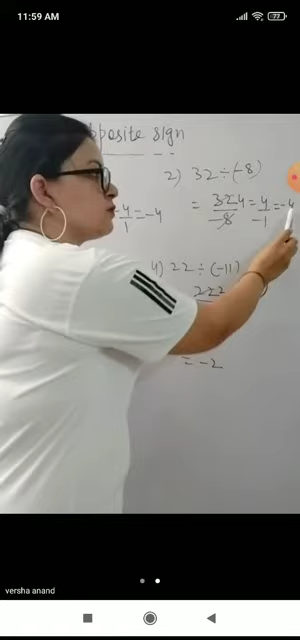 11:59 AM
77
pposite sign
2) 32÷(-8)
= 32 4/-8 = 4/-1 = -4
-4/1 = -4
4) 22÷(-11)
22 2
= -2
versha anand